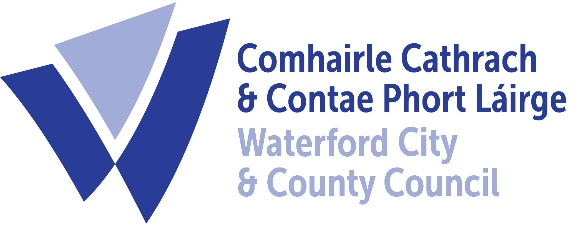 Comhairle Cathrach
& Contae Phort Láirge
Waterford City
& County Council